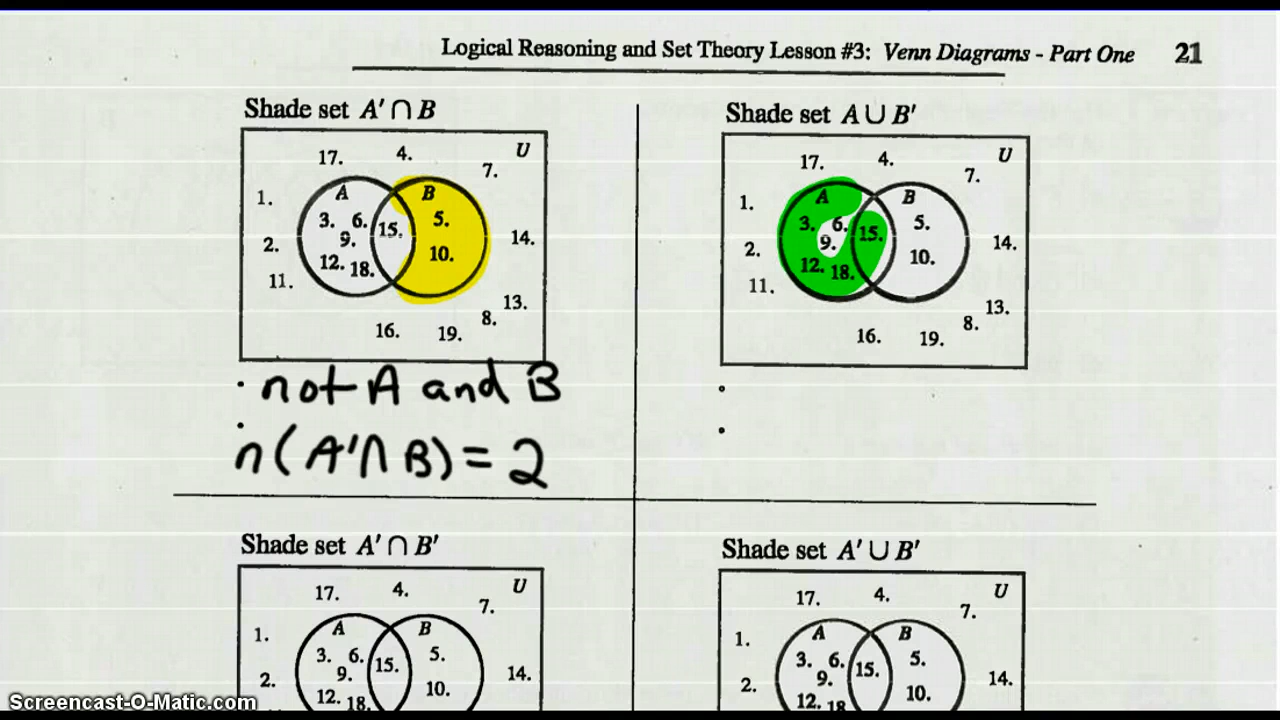 Logical Reasoning and Set Theory Lesson #3: Venn Diagrams - Part One 21
Shade set A′ ∩ B
17. 4. U
7.
1. A B
3. 6. 15. 5.
2. 9. 10. 14.
12. 18.
11.
13.
16. 19. 8.
· not A and B
· n(A′∩B) = 2
Shade set A ∪ B′
17. 4. U
7.
1. A B
3. 6. 15. 5.
2. 9. 10. 14.
12. 18.
11.
13.
16. 19. 8.
Shade set A′ ∩ B′
17. 4. U
7.
1. A B
3. 6. 15. 5.
2. 9. 10. 14.
12. 18.
Shade set A′ ∪ B′
17. 4. U
7.
1. A B
3. 6. 15. 5.
2. 9. 10. 14.
12. 18
Screencast-O-Matic.com